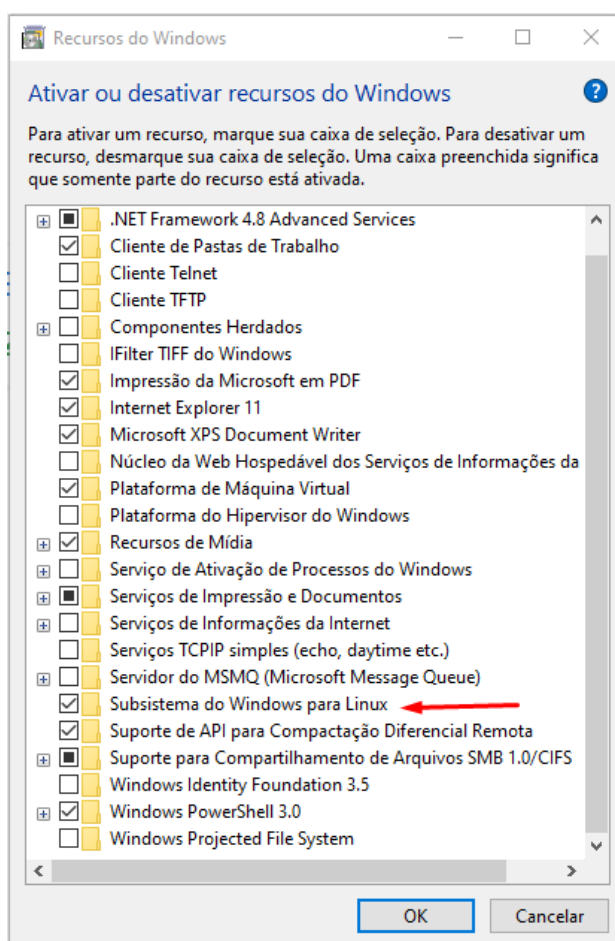 Recursos do Windows
Ativar ou desativar recursos do Windows
?
Para ativar um recurso, marque sua caixa de seleção. Para desativar um
recurso, desmarque sua caixa de seleção. Uma caixa preenchida significa
que somente parte do recurso está ativada.
.NET Framework 4.8 Advanced Services
Cliente de Pastas de Trabalho
Cliente Telnet
Cliente TFTP
Componentes Herdados
IFilter TIFF do Windows
Impressão da Microsoft em PDF
Internet Explorer 11
Microsoft XPS Document Writer
Núcleo da Web Hospedável dos Serviços de Informações da
Plataforma de Máquina Virtual
Plataforma do Hipervisor do Windows
Recursos de Mídia
Serviço de Ativação de Processos do Windows
Serviços de Impressão e Documentos
Serviços de Informações da Internet
Serviços TCPIP simples (echo, daytime etc.)
Servidor do MSMQ (Microsoft Message Queue)
Subsistema do Windows para Linux
Suporte de API para Compactação Diferencial Remota
Suporte para Compartilhamento de Arquivos SMB 1.0/CIFS
Windows Identity Foundation 3.5
Windows PowerShell 3.0
Windows Projected File System
OK
Cancelar